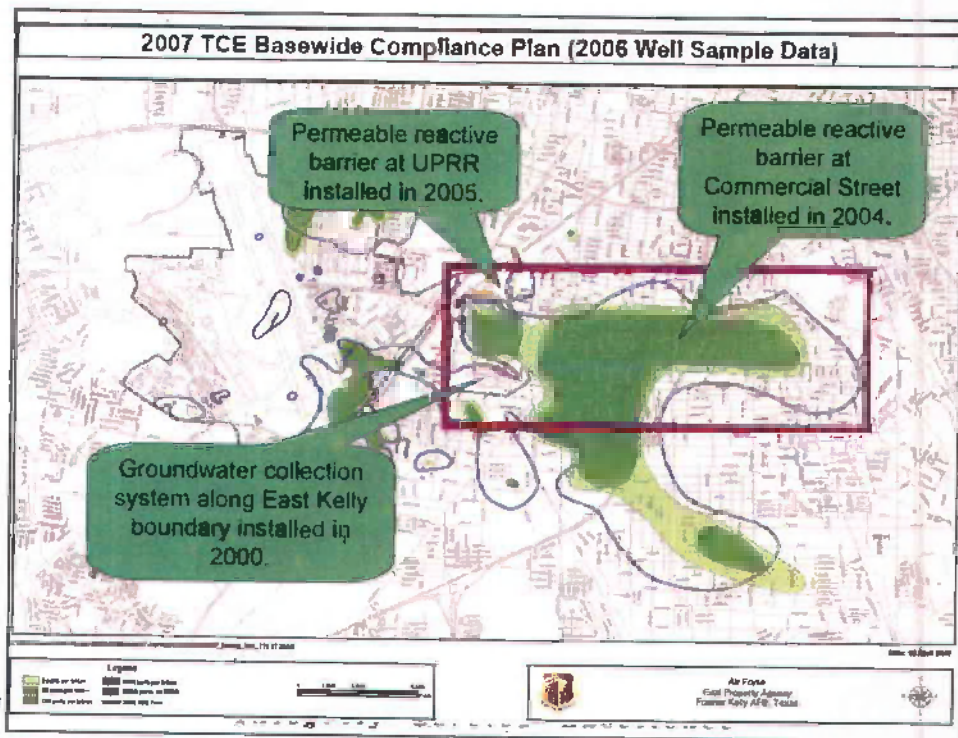 2007 TCE Basewide Compliance Plan (2006 Well Sample Data)
Permeable reactive
barrier at UPRR
installed in 2005.
Permeable reactive
barrier at
Commercial Street
installed in 2004.
Groundwater collection
system along East Kelly
boundary installed in
2000.
Legend
Air Force
Real Property Agency
Former Kelly AFB, Texas